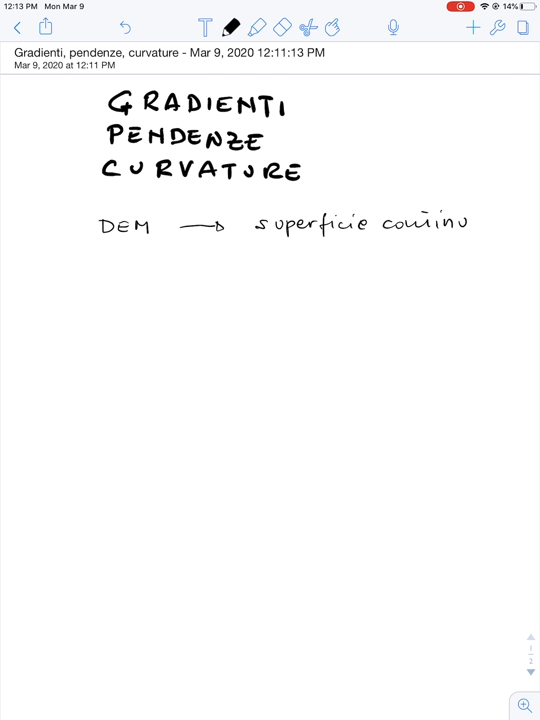 12:13 PM Mon Mar 9 14%
Gradienti, pendenze, curvature - Mar 9, 2020 12:11:13 PM
Mar 9, 2020 at 12:11 PM
GRADIENTI
PENDENZE
CURVATURE
DEM → superficie continu
1
2